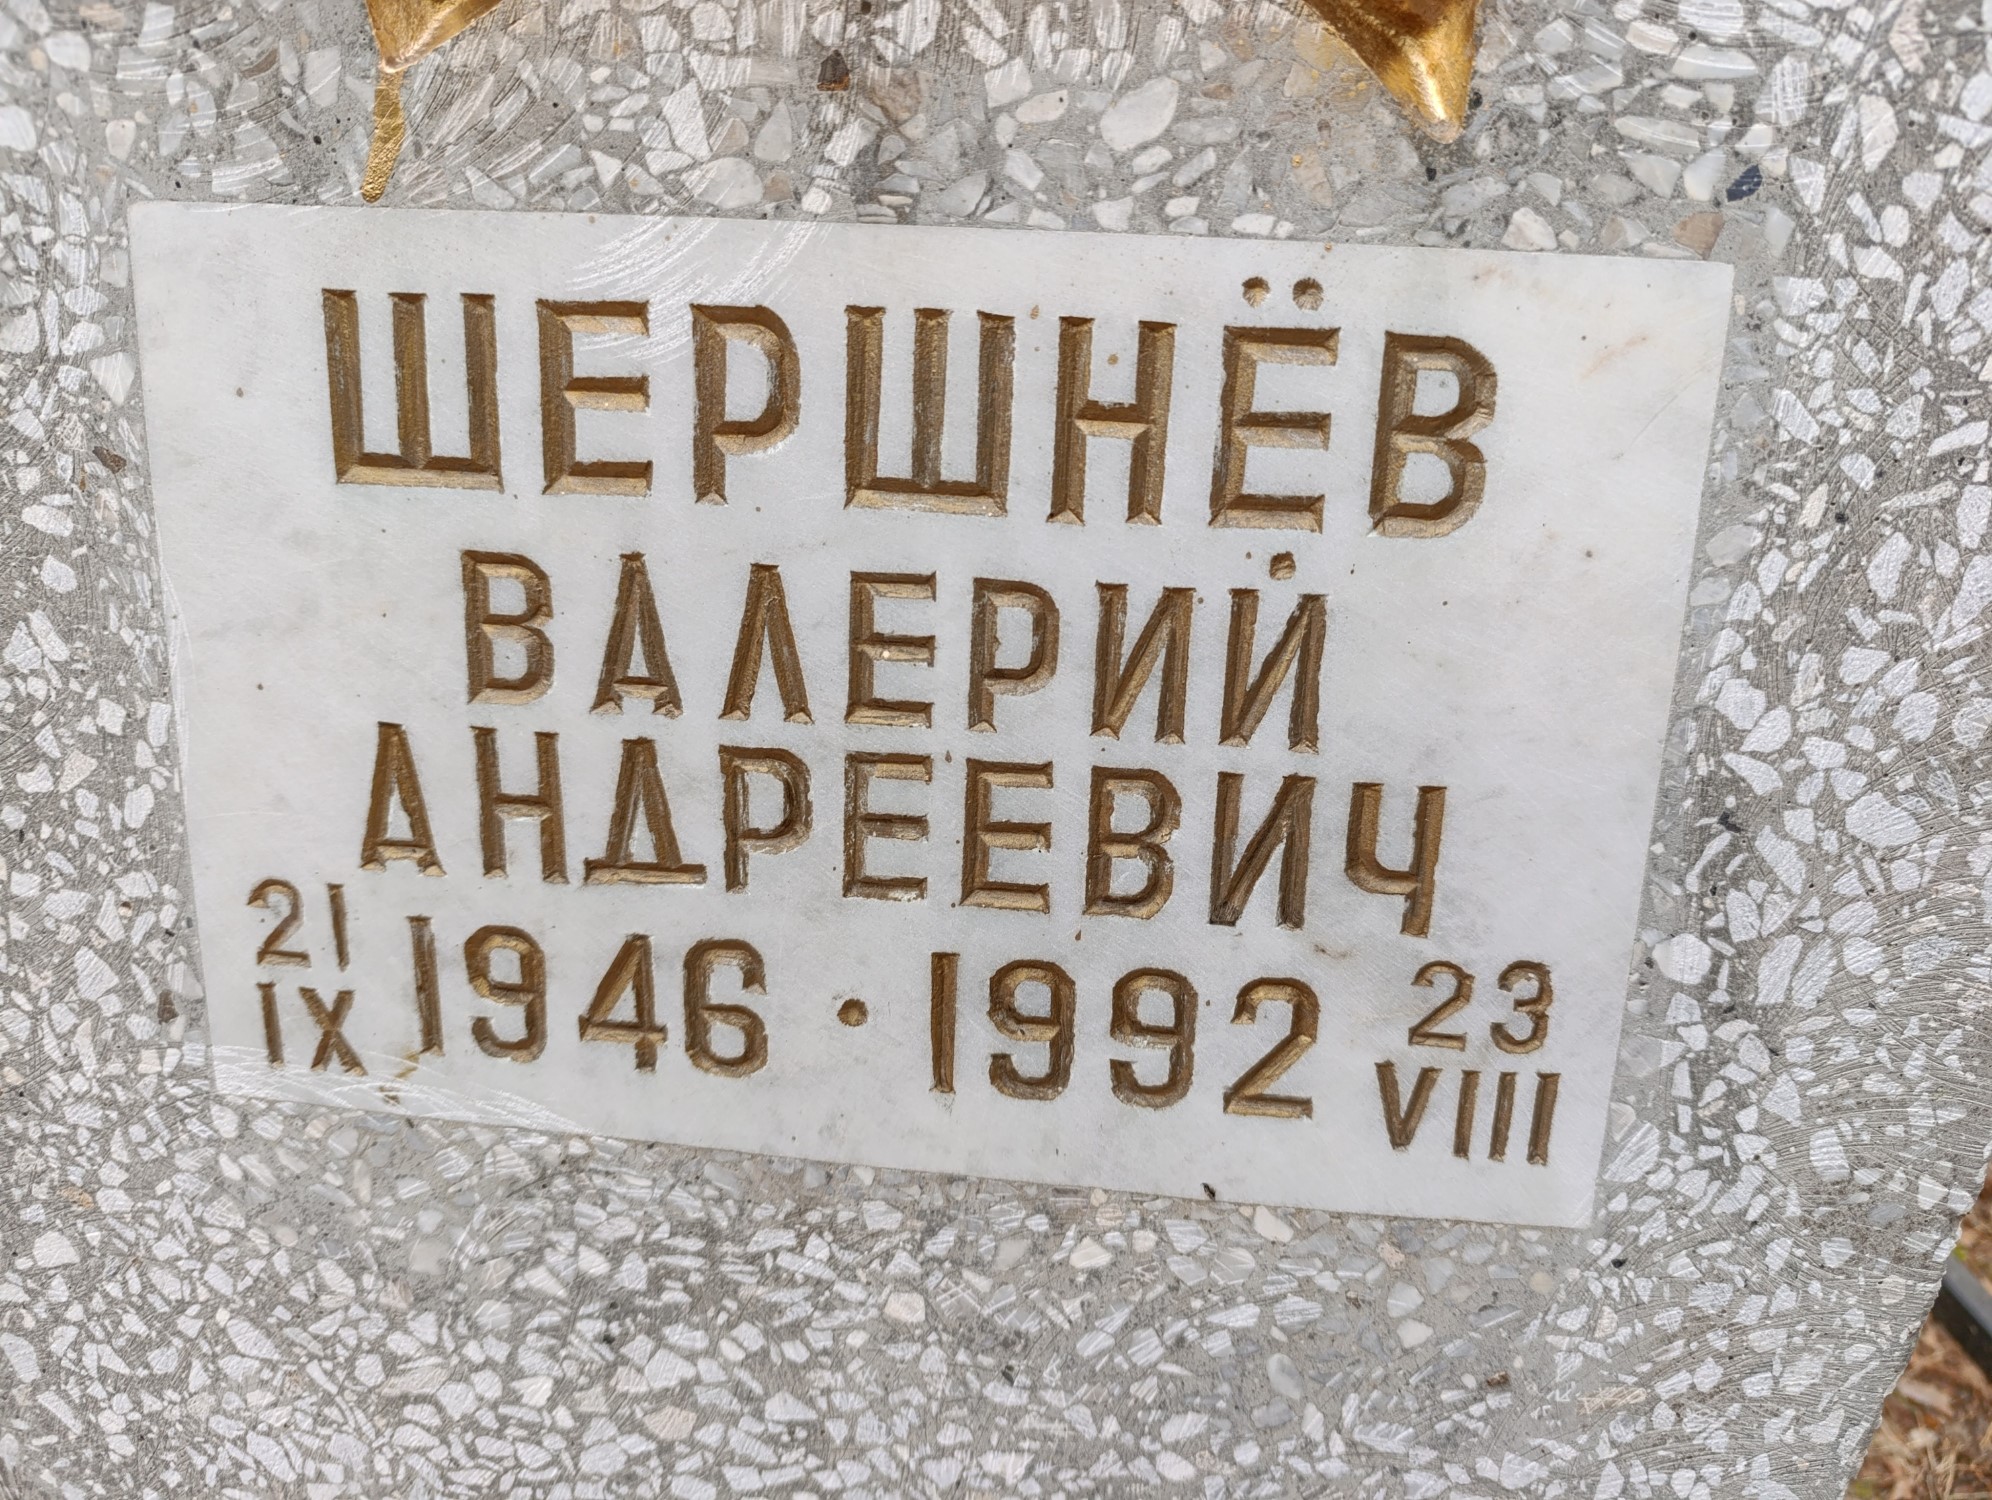 ШЕРШНЁВ
ВАЛЕРИЙ
АНДРЕЕВИЧ
21 IX 1946 · 1992 23 VIII